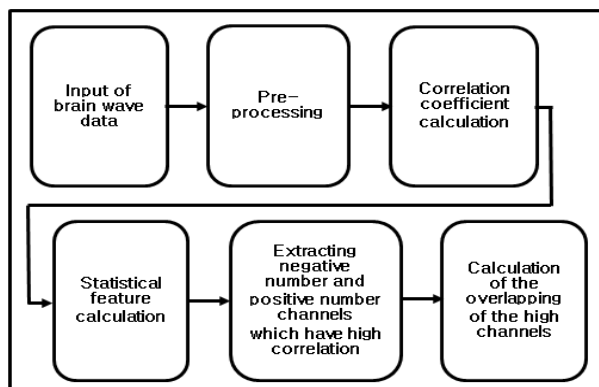 Input of
brain wave
data
Pre-
processing
Correlation
coefficient
calculation
Statistical
feature
calculation
Extracting
negative
number and
positive number
channels
which have high
correlation
Calculation
of the
overlapping
of the high
channels